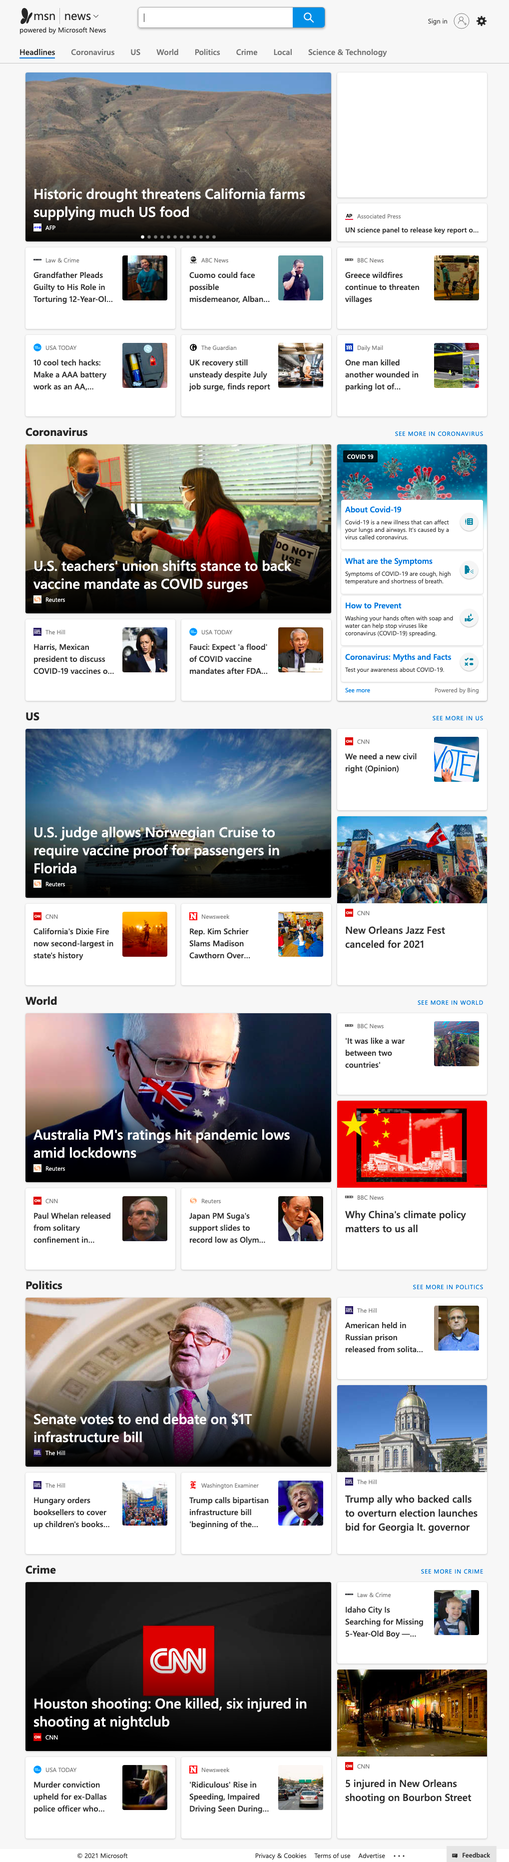 msn news
powered by Microsoft News
Sign in
Headlines Coronavirus US World Politics Crime Local Science & Technology
Historic drought threatens California farms
supplying much US food
AFP
AP Associated Press
UN science panel to release key report o...
Law & Crime
Grandfather Pleads
Guilty to His Role in
Torturing 12-Year-Ol...
ABC News
Cuomo could face
possible
misdemeanor, Alban...
BBC News
Greece wildfires
continue to threaten
villages
USA TODAY
10 cool tech hacks:
Make a AAA battery
work as an AA,...
The Guardian
UK recovery still
unsteady despite July
job surge, finds report
Daily Mail
One man killed
another wounded in
parking lot of...
Coronavirus
SEE MORE IN CORONAVIRUS
DO NOT
USE
U.S. teachers' union shifts stance to back
vaccine mandate as COVID surges
Reuters
COVID 19
About Covid-19
Covid-19 is a new illness that can affect
your lungs and airways. It's caused by a
virus called coronavirus.
What are the Symptoms
Symptoms of COVID-19 are cough, high
temperature and shortness of breath.
How to Prevent
Washing your hands often with soap and
water can help stop viruses like
coronavirus (COVID-19) spreading.
Coronavirus: Myths and Facts
Test your awareness about COVID-19.
See more
Powered by Bing
The Hill
Harris, Mexican
president to discuss
COVID-19 vaccines o...
USA TODAY
Fauci: Expect 'a flood'
of COVID vaccine
mandates after FDA...
US
SEE MORE IN US
U.S. judge allows Norwegian Cruise to
require vaccine proof for passengers in
Florida
Reuters
CNN
We need a new civil
right (Opinion)
VOTE
CNN
New Orleans Jazz Fest
canceled for 2021
CNN
California's Dixie Fire
now second-largest in
state's history
Newsweek
Rep. Kim Schrier
Slams Madison
Cawthorn Over...
World
SEE MORE IN WORLD
Australia PM's ratings hit pandemic lows
amid lockdowns
Reuters
BBC News
'It was like a war
between two
countries'
BBC News
Why China's climate policy
matters to us all
CNN
Paul Whelan released
from solitary
confinement in...
Reuters
Japan PM Suga's
support slides to
record low as Olym...
Politics
SEE MORE IN POLITICS
Senate votes to end debate on $1T
infrastructure bill
The Hill
The Hill
American held in
Russian prison
released from solita...
The Hill
Trump ally who backed calls
to overturn election launches
bid for Georgia lt. governor
The Hill
Hungary orders
booksellers to cover
up children's books...
Washington Examiner
Trump calls bipartisan
infrastructure bill
'beginning of the...
Crime
SEE MORE IN CRIME
CNN
Houston shooting: One killed, six injured in
shooting at nightclub
CNN
Law & Crime
Idaho City Is
Searching for Missing
5-Year-Old Boy —...
CNN
5 injured in New Orleans
shooting on Bourbon Street
USA TODAY
Murder conviction
upheld for ex-Dallas
police officer who...
Newsweek
'Ridiculous' Rise in
Speeding, Impaired
Driving Seen During...
© 2021 Microsoft
Privacy & Cookies Terms of use Advertise ...
Feedback